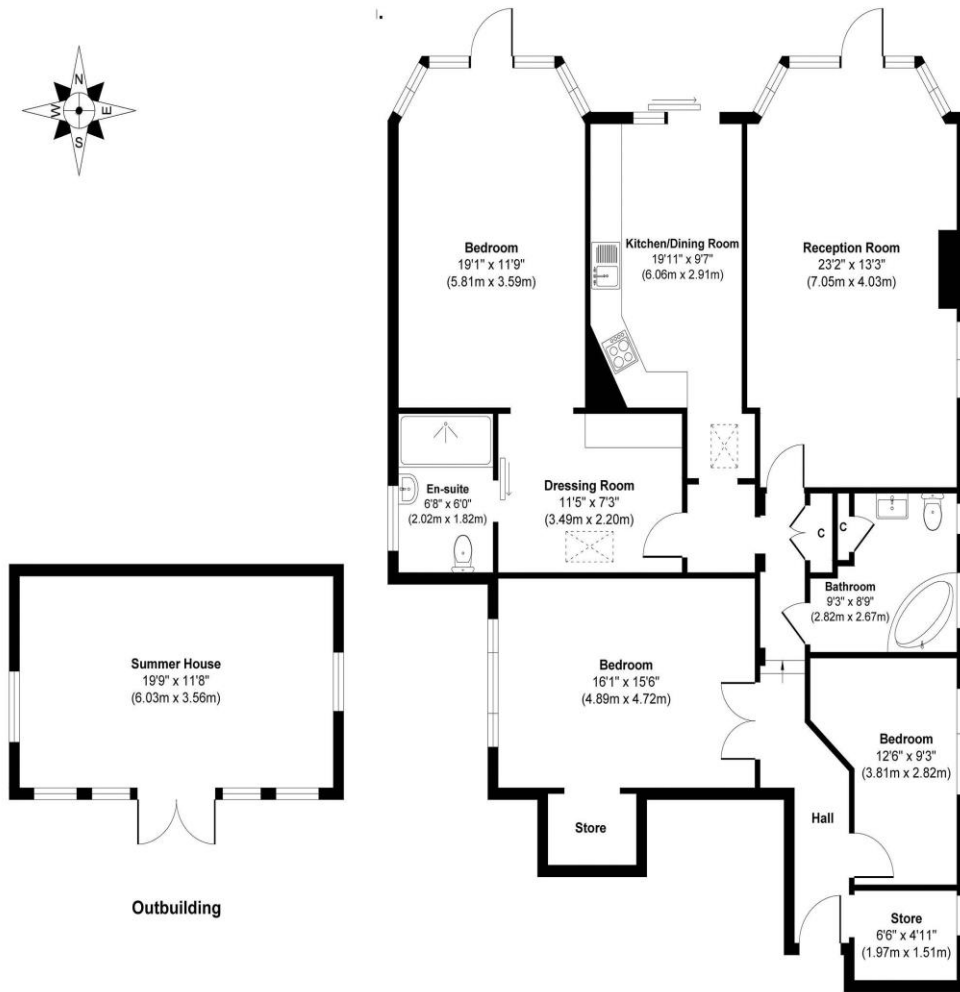 N
W
E
S
Bedroom
19'1" x 11'9"
(5.81m x 3.59m)
Kitchen/Dining Room
19'11" x 9'7"
(6.06m x 2.91m)
Reception Room
23'2" x 13'3"
(7.05m x 4.03m)
En-suite
6'8" x 6'0"
(2.02m x 1.82m)
Dressing Room
11'5" x 7'3"
(3.49m x 2.20m)
C
C
Bathroom
9'3" x 8'9"
(2.82m x 2.67m)
Summer House
19'9" x 11'8"
(6.03m x 3.56m)
Bedroom
16'1" x 15'6"
(4.89m x 4.72m)
Bedroom
12'6" x 9'3"
(3.81m x 2.82m)
Store
Hall
Outbuilding
Store
6'6" x 4'11"
(1.97m x 1.51m)